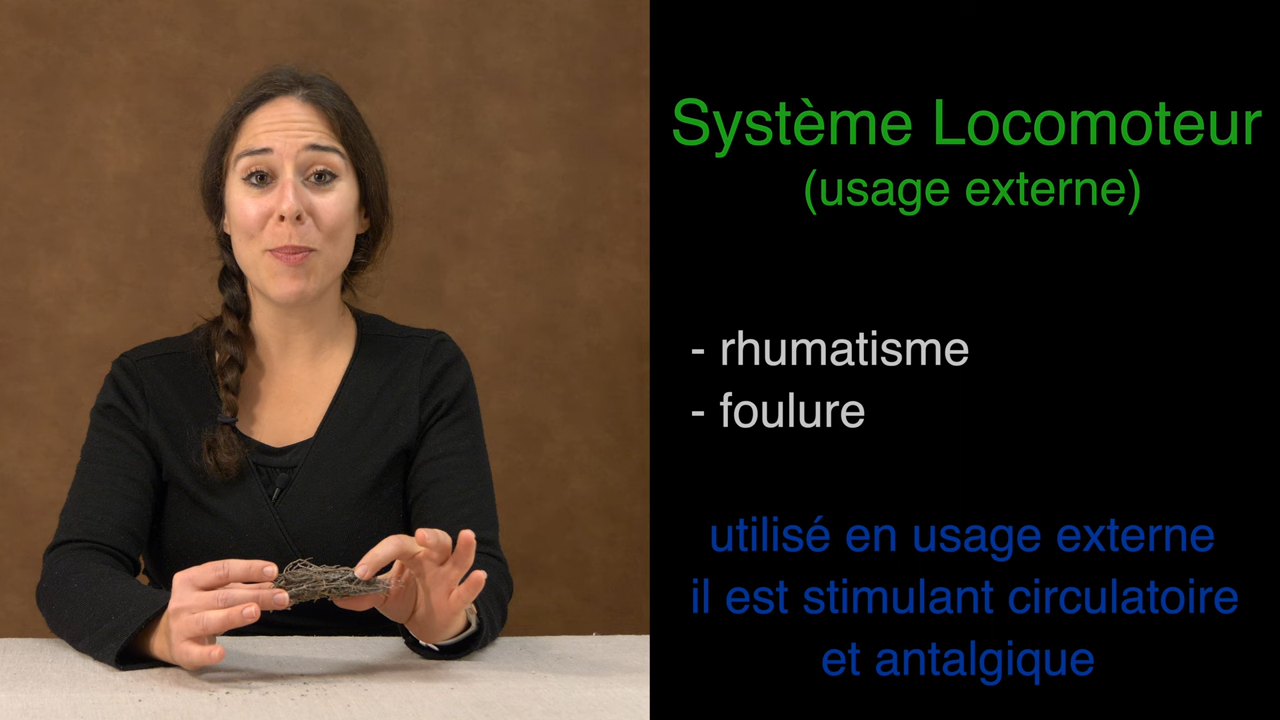 Système Locomoteur
(usage externe)
- rhumatisme
- foulure
utilisé en usage externe
il est stimulant circulatoire
et antalgique